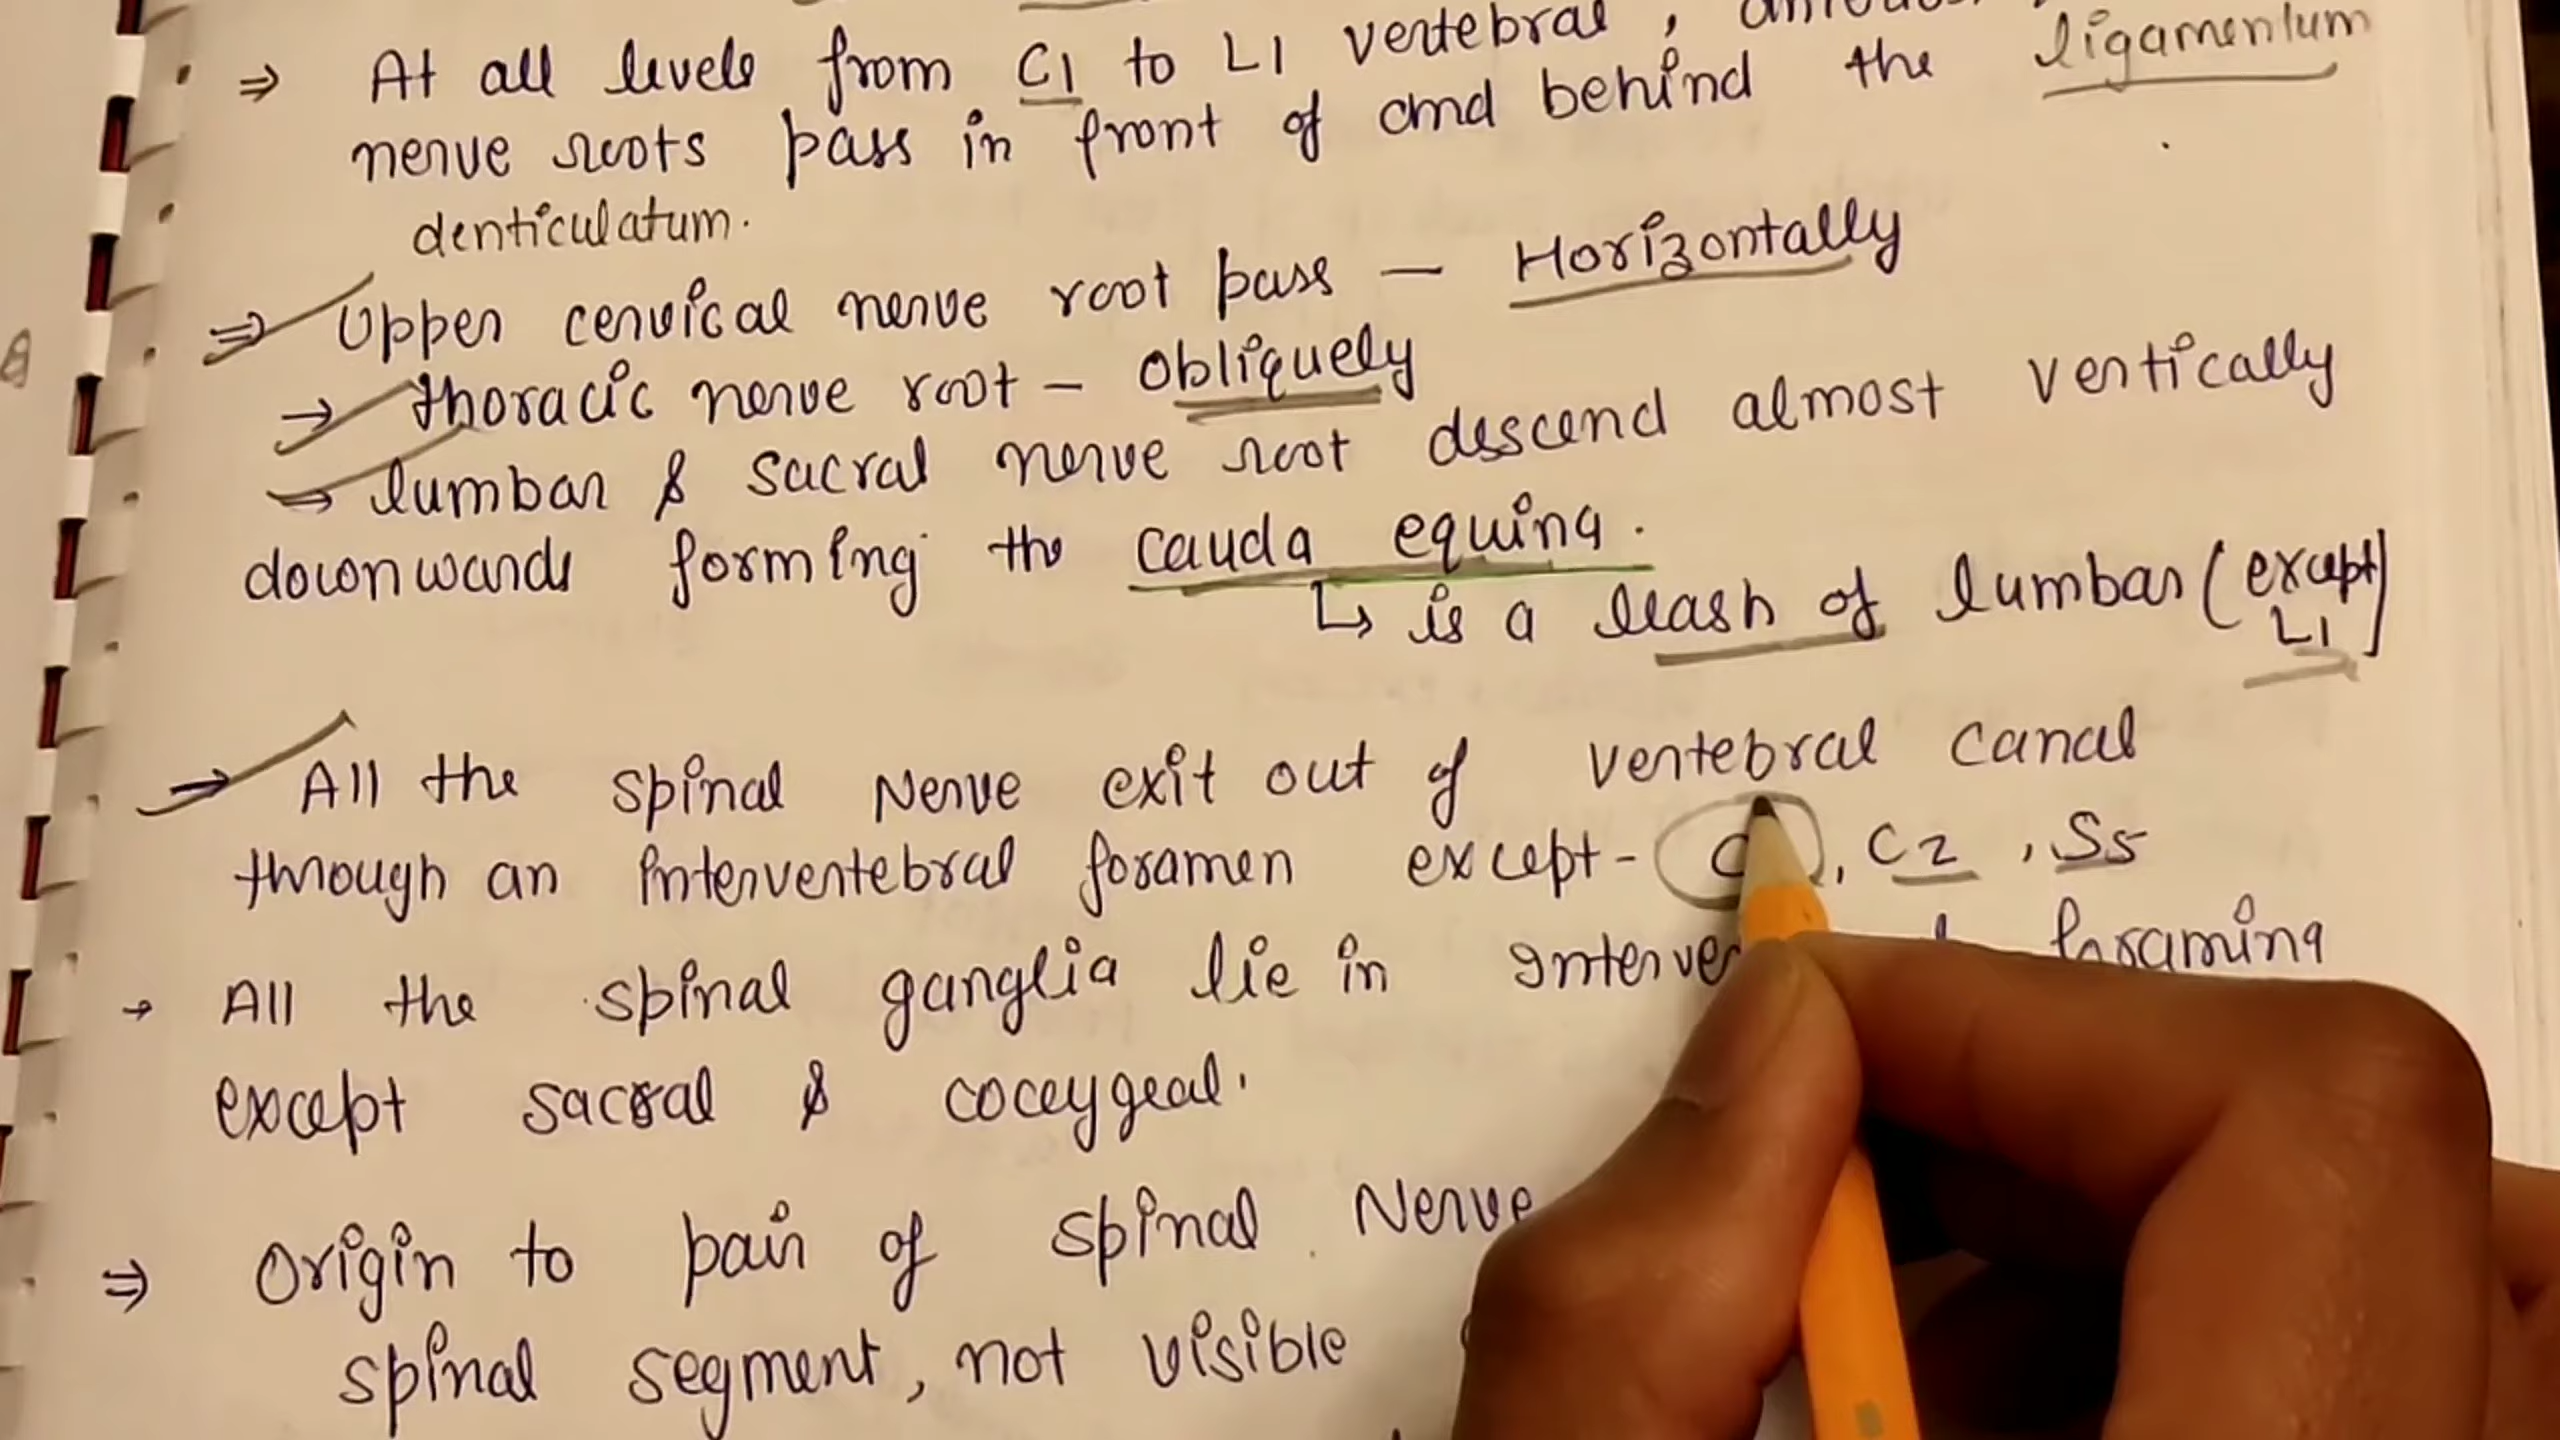 ⇒ At all levels from C1 to L1 vertebral,
nerve roots pass in front of and behind the ligamentum
denticulatum.
⇒ Upper cervical nerve root pass – Horizontally
→ thoracic nerve root – obliquely
→ lumbar & sacral nerve root descend almost vertically
downwards forming the cauda equina.
↳ is a leash of lumbar (except
L1)
→ All the spinal Nerve exit out of vertebral canal
through an intervertebral foramen except - , C2, S5
→ All the spinal ganglia lie in foramina
except sacral & coccygeal.
⇒ Origin to pair of spinal Nerve
spinal segment, not visible